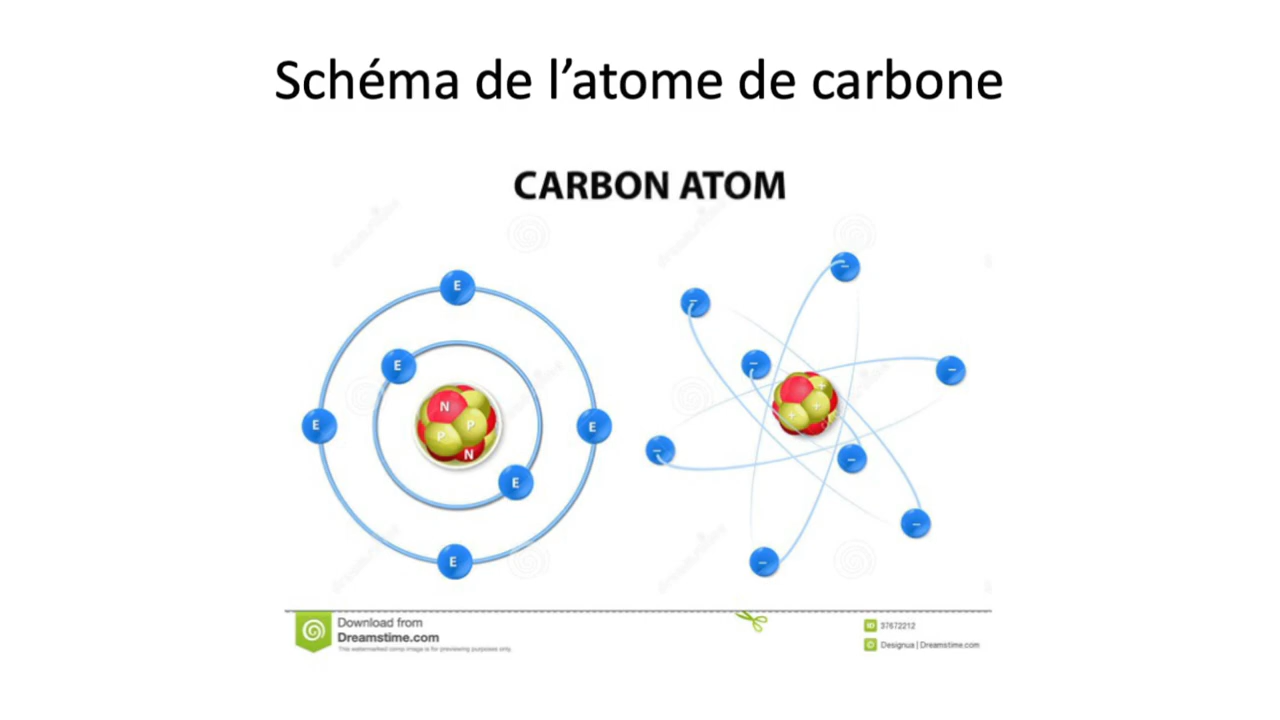 Schéma de l’atome de carbone
CARBON ATOM
E
E
E
E
E
E
N
P
P
N
−
−
−
−
−
−
−
−
+
+
+
Download from
Dreamstime.com
This watermarked comp image is for previewing purposes only.
ID 37672212
© Designua | Dreamstime.com